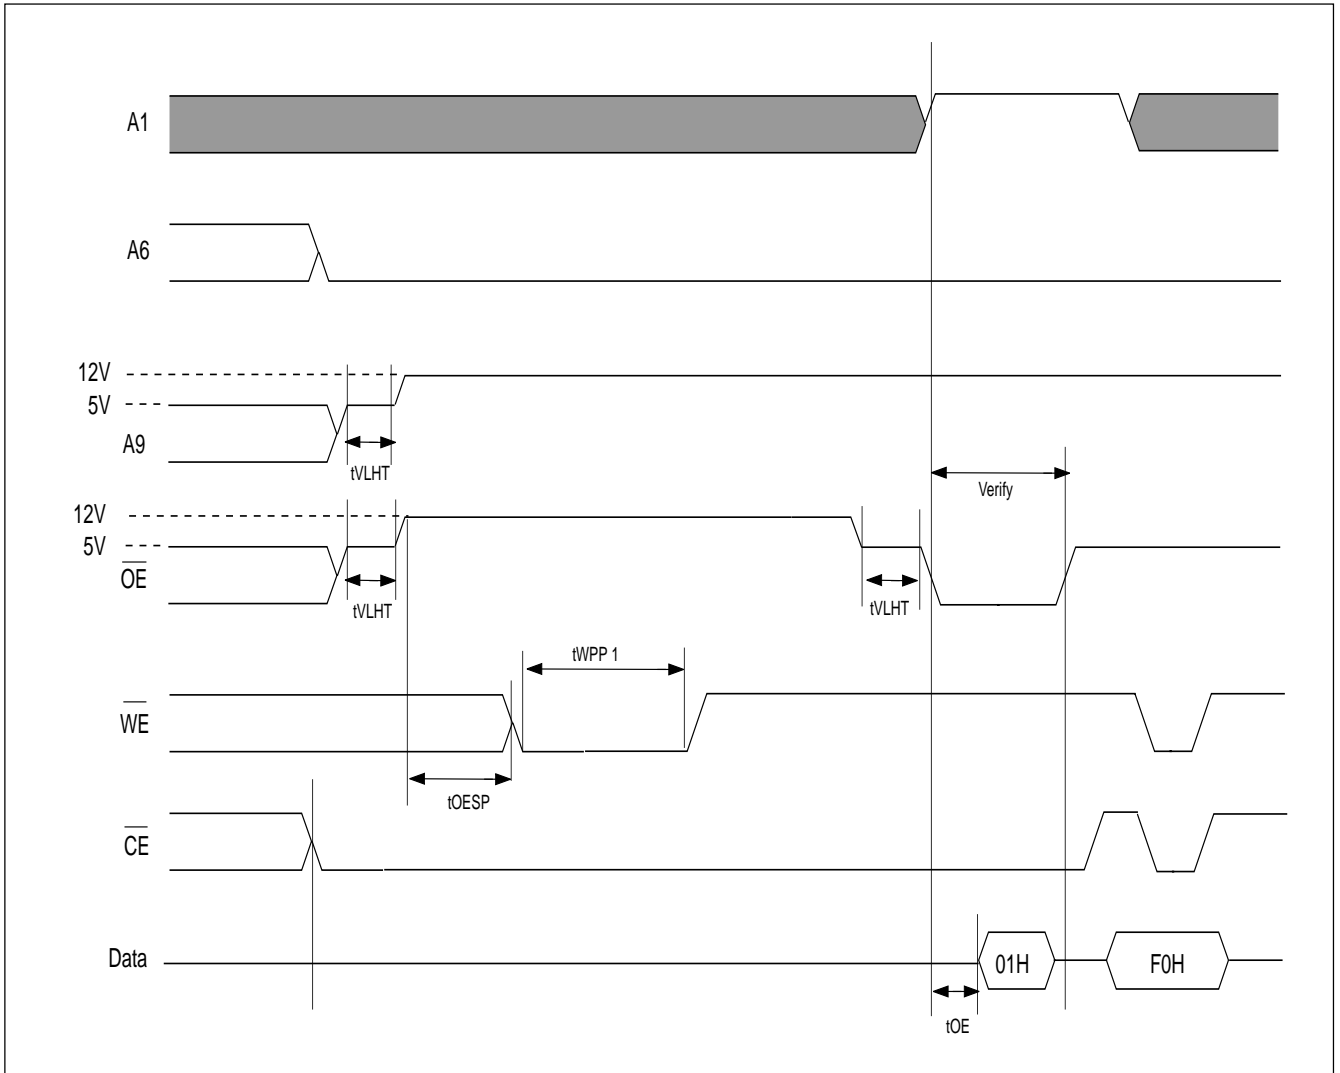 A1
A6
12V
5V
A9
tVLHT
Verify
12V
5V
OE
tVLHT
tVLHT
tWPP 1
WE
tOESP
CE
Data
01H
F0H
tOE